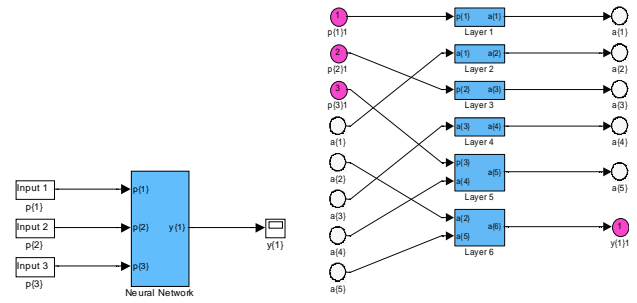 Input 1
p{1}
Input 2
p{2}
Input 3
p{3}
p{1}
p{2}
y{1}
p{3}
Neural Network
y{1}
1
p{1}1
2
p{2}1
3
p{3}1
a{1}
a{2}
a{3}
a{4}
a{5}
p{1} a{1}
Layer 1
a{1} a{2}
Layer 2
p{2} a{3}
Layer 3
a{3} a{4}
Layer 4
p{3}
a{5}
a{4}
Layer 5
a{2}
a{6}
a{5}
Layer 6
a{1}
a{2}
a{3}
a{4}
a{5}
1
y{1}1